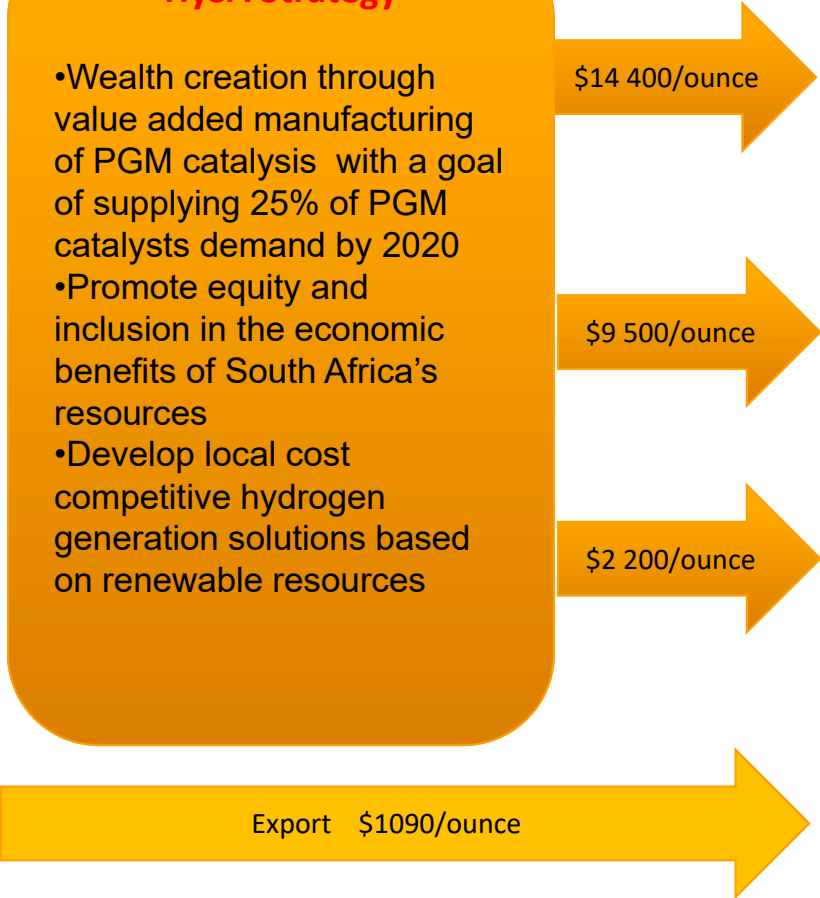 •Wealth creation through
value added manufacturing
of PGM catalysis with a goal
of supplying 25% of PGM
catalysts demand by 2020
•Promote equity and
inclusion in the economic
benefits of South Africa’s
resources
•Develop local cost
competitive hydrogen
generation solutions based
on renewable resources
$14 400/ounce
$9 500/ounce
$2 200/ounce
Export $1090/ounce